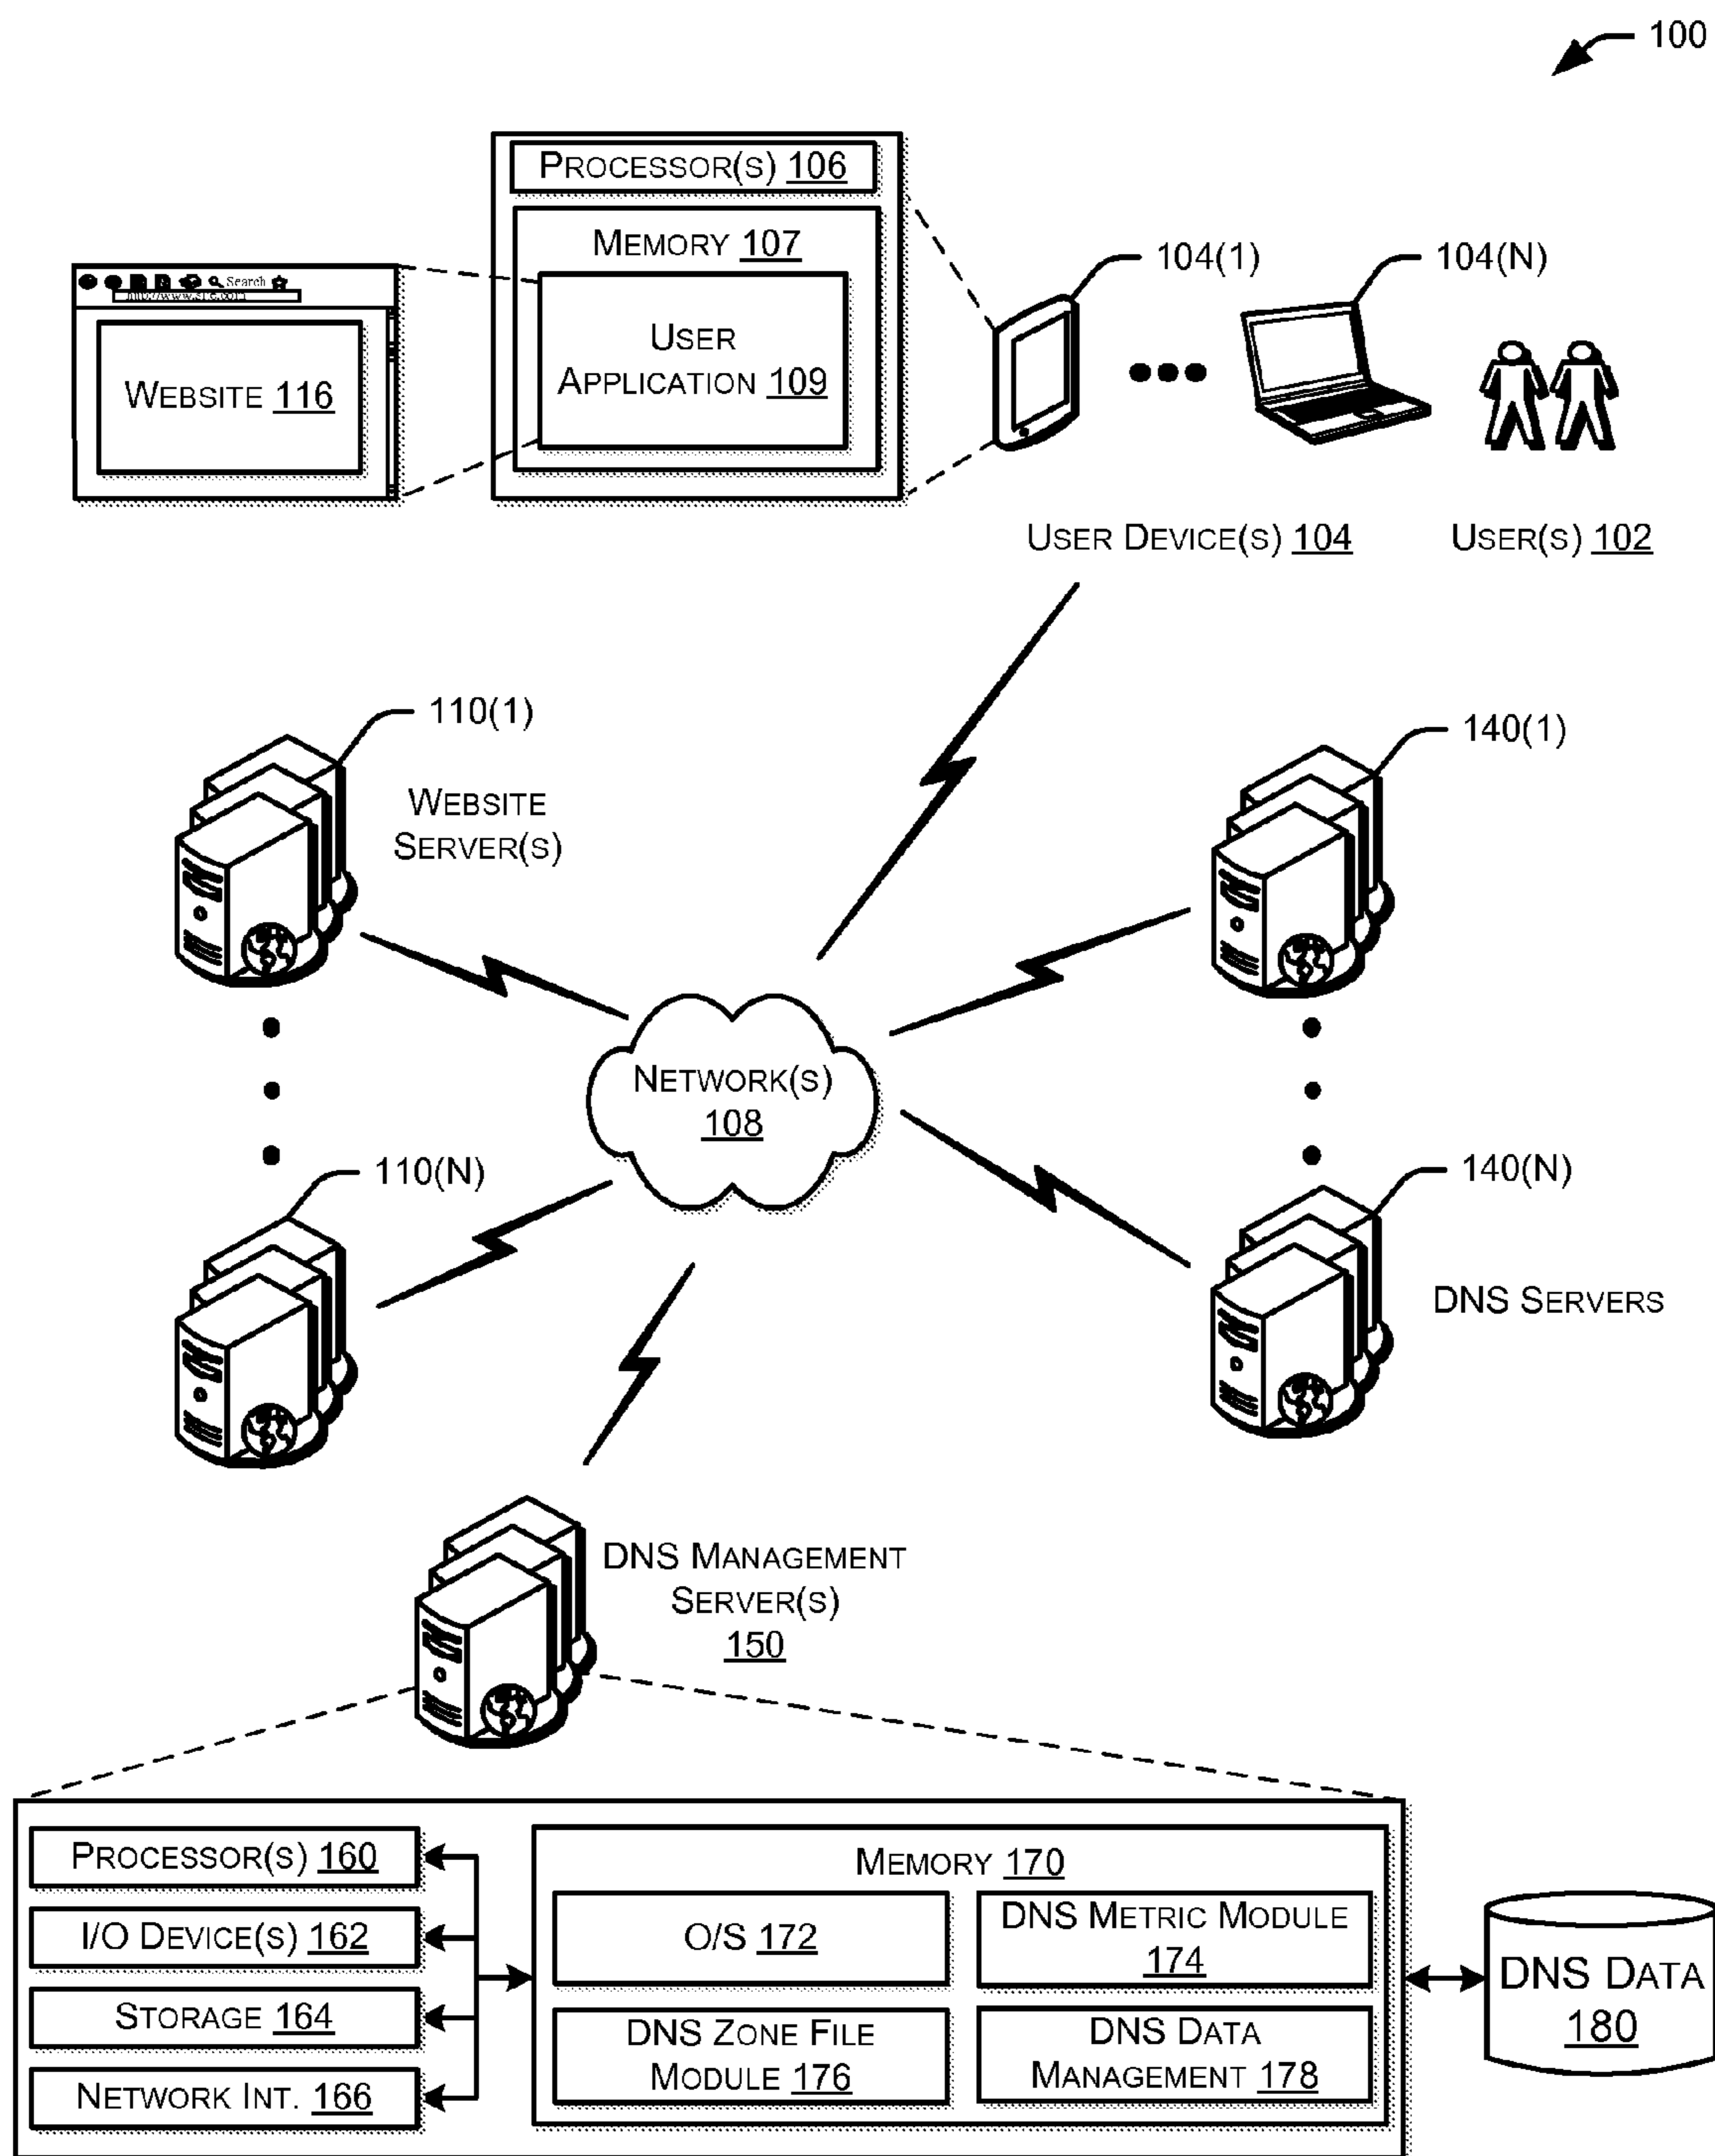 100
PROCESSOR(S) 106
MEMORY 107
USER
APPLICATION 109
Search
WEBSITE 116
104(1)
104(N)
USER DEVICE(S) 104
USER(S) 102
110(1)
WEBSITE
SERVER(S)
140(1)
NETWORK(S)
108
110(N)
140(N)
DNS SERVERS
DNS MANAGEMENT
SERVER(S)
150
PROCESSOR(S) 160
I/O DEVICE(S) 162
STORAGE 164
NETWORK INT. 166
MEMORY 170
O/S 172
DNS METRIC MODULE
174
DNS ZONE FILE
MODULE 176
DNS DATA
MANAGEMENT 178
DNS DATA
180